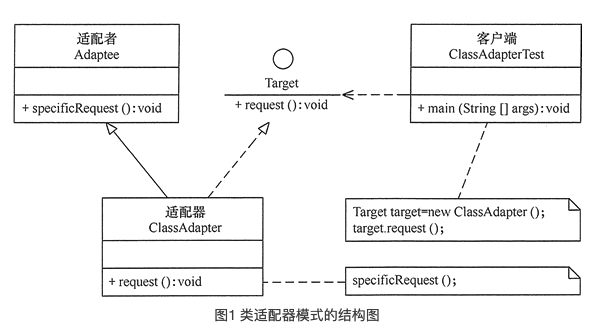 适配者
Adaptee
+ specificRequest (): void
Target
+ request (): void
客户端
ClassAdapterTest
+ main (String [] args): void
适配器
ClassAdapter
+ request (): void
Target target=new ClassAdapter ();
target.request ();
specificRequest ();
图1 类适配器模式的结构图